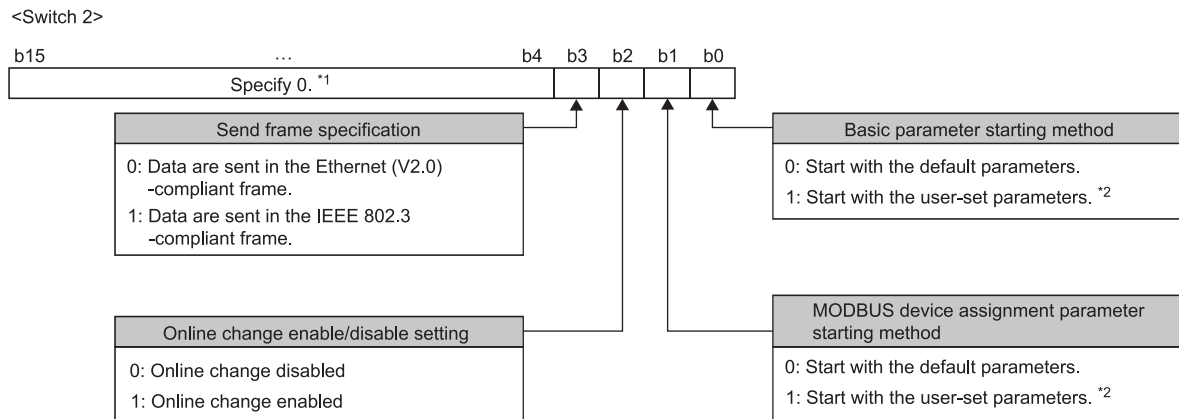 <Switch 2>
b15 … b4 b3 b2 b1 b0
Specify 0. *1
Send frame specification
0: Data are sent in the Ethernet (V2.0)
-compliant frame.
1: Data are sent in the IEEE 802.3
-compliant frame.
Basic parameter starting method
0: Start with the default parameters.
1: Start with the user-set parameters. *2
Online change enable/disable setting
0: Online change disabled
1: Online change enabled
MODBUS device assignment parameter
starting method
0: Start with the default parameters.
1: Start with the user-set parameters. *2